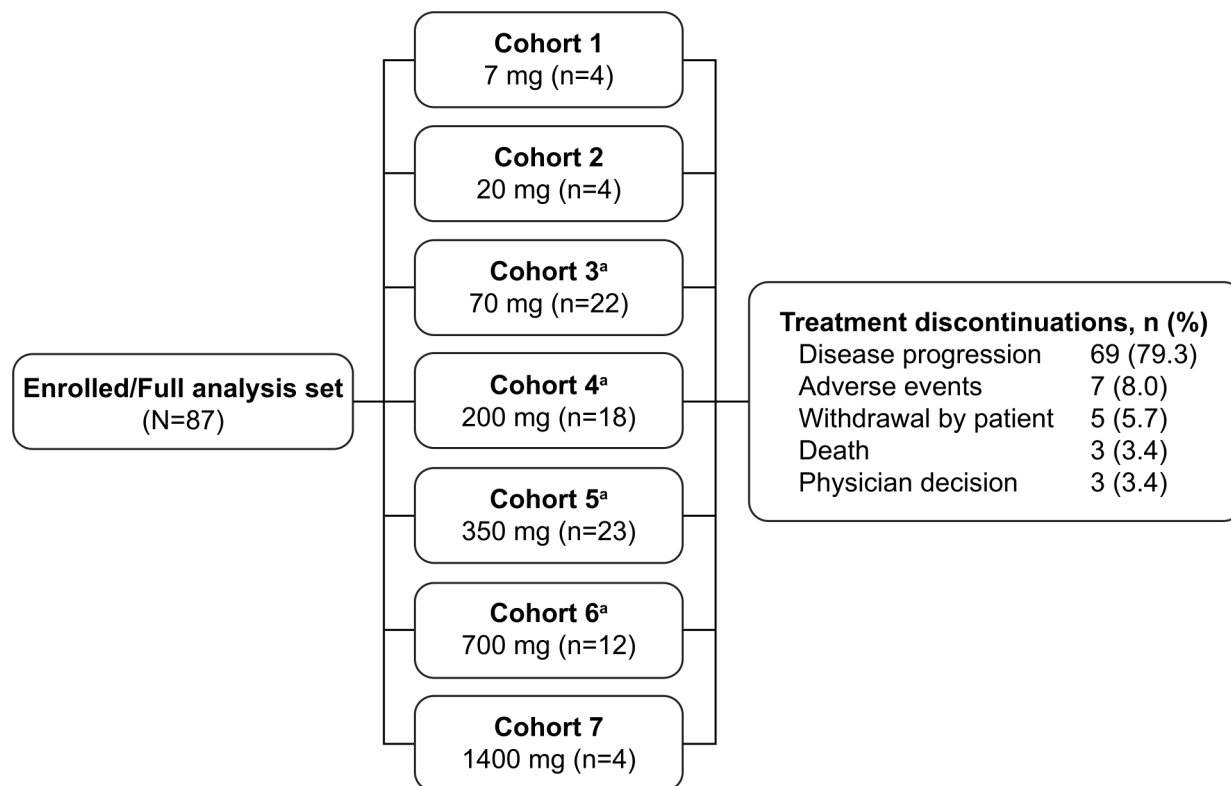 Enrolled/Full analysis set
(N=87)
Cohort 1
7 mg (n=4)
Cohort 2
20 mg (n=4)
Cohort 3ᵃ
70 mg (n=22)
Cohort 4ᵃ
200 mg (n=18)
Cohort 5ᵃ
350 mg (n=23)
Cohort 6ᵃ
700 mg (n=12)
Cohort 7
1400 mg (n=4)
Treatment discontinuations, n (%)
Disease progression 69 (79.3)
Adverse events 7 (8.0)
Withdrawal by patient 5 (5.7)
Death 3 (3.4)
Physician decision 3 (3.4)